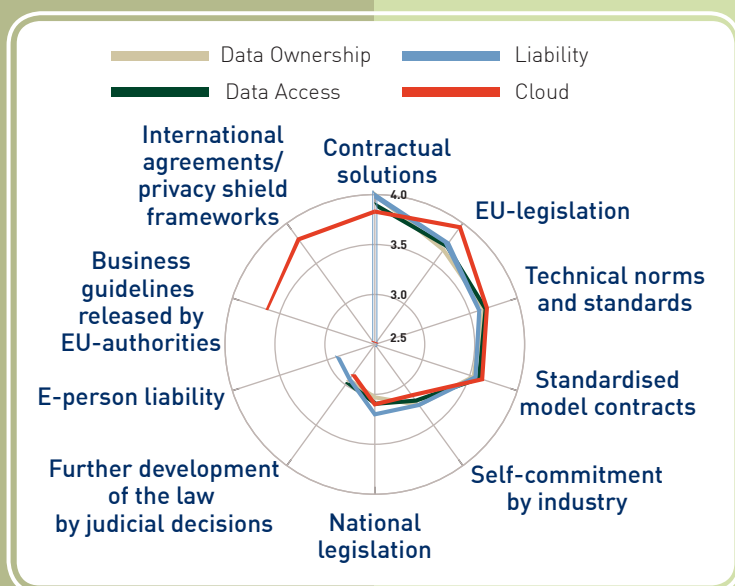 Data Ownership
Liability
Data Access
Cloud
International
agreements/
privacy shield
frameworks
Contractual
solutions
4.0
EU-legislation
3.5
Technical norms
and standards
Business
guidelines
released by
EU-authorities
3.0
2.5
E-person liability
Standardised
model contracts
Further development
of the law
by judicial decisions
Self-commitment
by industry
National
legislation